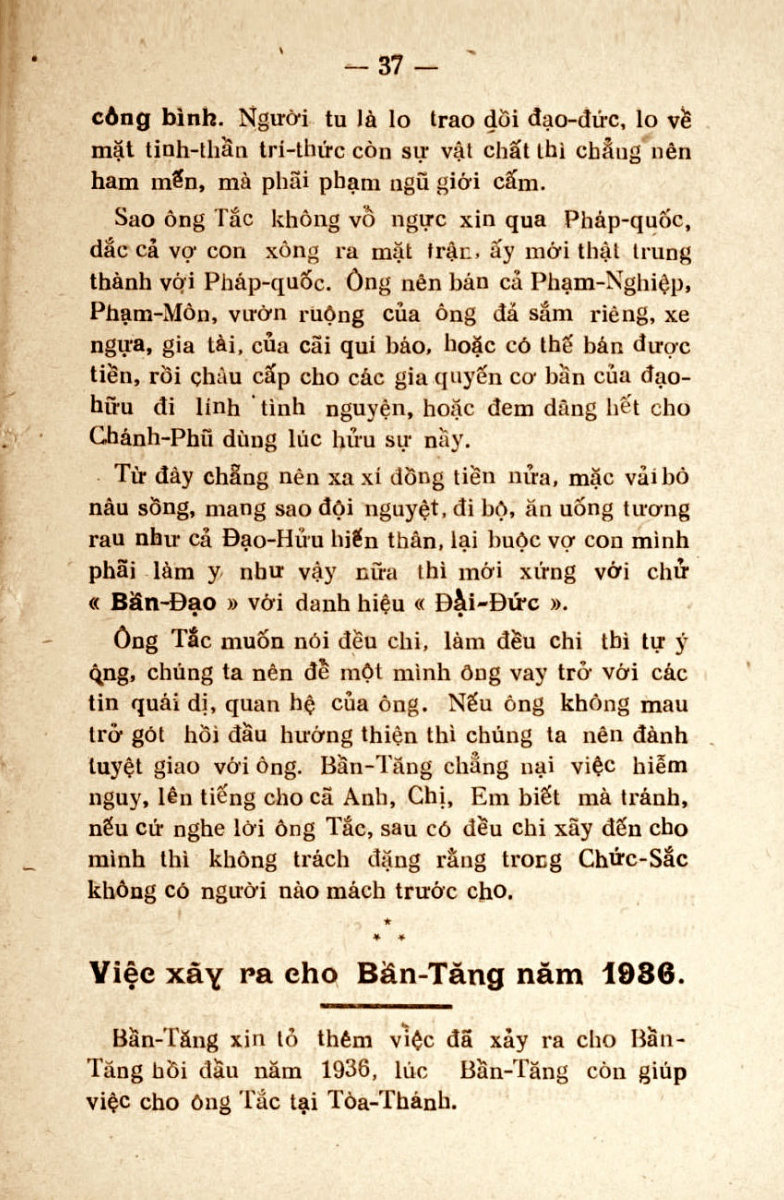 — 37 —
công bình. Người tu là lo trao dồi đạo-đức, lo về
mặt tinh-thần trí-thức còn sự vật chất thì chẳng nên
ham mến, mà phãi phạm ngũ giới cấm.
Sao ông Tắc không vổ ngực xin qua Pháp-quốc,
dắc cả vợ con xông ra mặt trận, ấy mới thật trung
thành với Pháp-quốc. Ông nên bán cả Phạm-Nghiệp,
Phạm-Môn, vườn ruộng của ông đả sắm riêng, xe
ngựa, gia tài, của cãi quí báo, hoặc có thế bán được
tiền, rồi châu cấp cho các gia quyến cơ bần của đạo-
hữu đi lính tình nguyện, hoặc đem dâng hết cho
Chánh-Phũ dùng lúc hửu sự nầy.
Từ đây chẵng nên xa xí đồng tiền nửa, mặc vải bô
nâu sồng, mang sao đội nguyệt, đi bộ, ăn uống tương
rau như cả Đạo-Hửu hiến thân, lại buộc vợ con mình
phãi làm y như vậy nữa thì mới xứng với chử
« Bần-Đạo » với danh hiệu « Đại-Đức ».
Ông Tắc muốn nói đều chi, làm đều chi thì tự ý
ông, chúng ta nên để một mình ông vay trở với các
tin quái dị, quan hệ của ông. Nếu ông không mau
trở gót hồi đầu hướng thiện thì chúng ta nên đành
tuyệt giao với ông. Bần-Tăng chẳng nại việc hiểm
nguy, lên tiếng cho cã Anh, Chị, Em biết mà tránh,
nếu cứ nghe lời ông Tắc, sau có đều chi xãy đến cho
mình thì không trách đặng rằng trong Chức-Sắc
không có người nào mách trước cho.
* * *
Việc xãy ra cho Bần-Tăng năm 1936.
Bần-Tăng xin tỏ thêm việc đã xảy ra cho Bần-
Tăng hồi đầu năm 1936, lúc Bần-Tăng còn giúp
việc cho ông Tắc tại Tòa-Thánh.